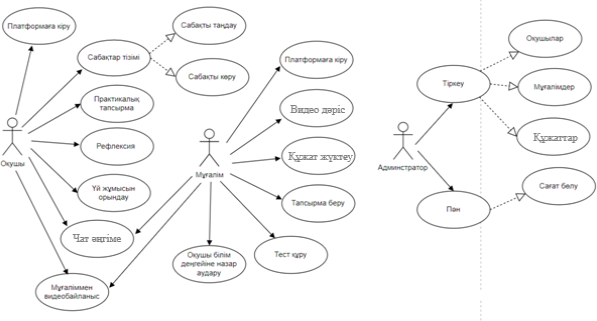 Платформаға кіру
Сабақтар тізімі
Сабақты таңдау
Сабақты көру
Практикалық
тапсырма
Рефлексия
Үй жұмысын
орындау
Чат әңгіме
Мұғаліммен
видеобайланыс
Окушы
Мұғалім
Платформаға кіру
Видео дәріс
Құжат жүктеу
Тапсырма беру
Тест құру
Оқушы білім
деңгейіне назар
аудару
Админстратор
Тіркеу
Пән
Оқушылар
Мұғалімдер
Құжаттар
Сағат бөлу